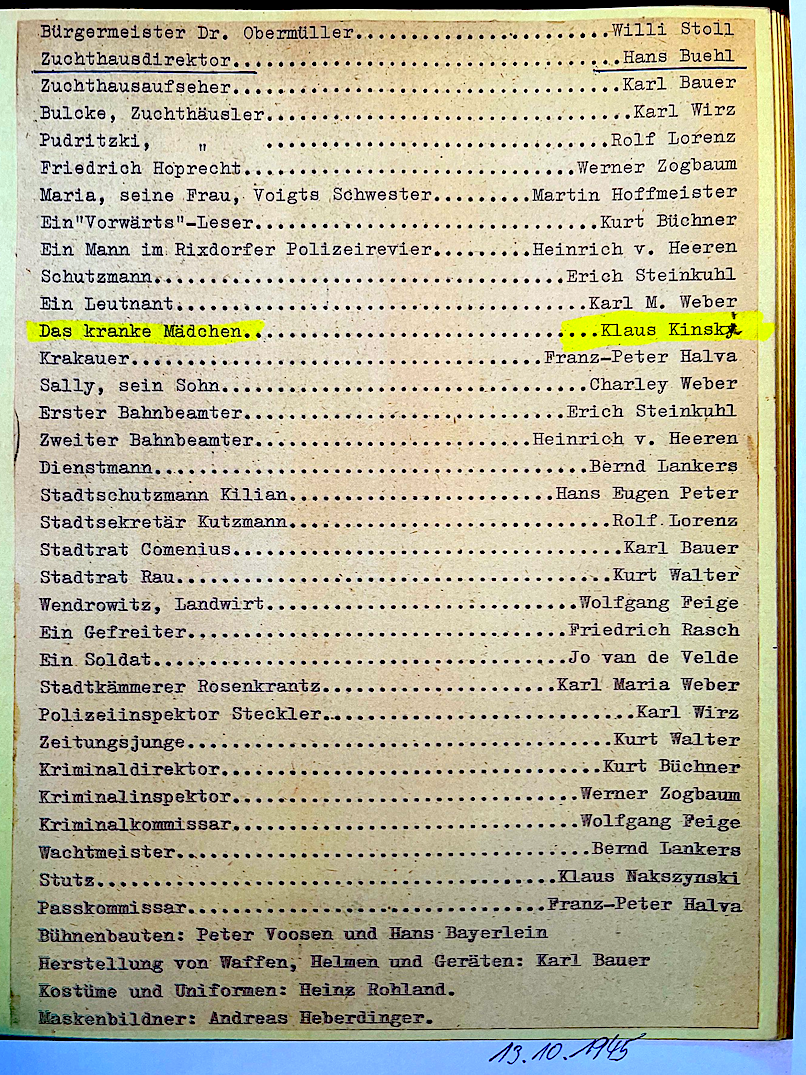 Bürgermeister Dr. Obermüller.......................Willi Stoll
Zuchthausdirektor..................................Hans Buehl
Zuchthausaufseher..................................Karl Bauer
Bulcke, Zuchthäusler................................Karl Wirz
Pudritzki,    "    ...............................Rolf Lorenz
Friedrich Hoprecht.............................Werner Zogbaum
Maria, seine Frau, Voigts Schwester.........Martin Hoffmeister
Ein"Vorwärts"-Leser..............................Kurt Büchner
Ein Mann im Rixdorfer Polizeirevier.........Heinrich v. Heeren
Schutzmann.....................................Erich Steinkuhl
Ein Leutnant.....................................Karl M. Weber
Das kranke Mädchen................................Klaus Kinsky
Krakauer.....................................Franz-Peter Halva
Sally, sein Sohn.................................Charley Weber
Erster Bahnbeamter.............................Erich Steinkuhl
Zweiter Bahnbeamter.........................Heinrich v. Heeren
Dienstmann.......................................Bernd Lankers
Stadtschutzmann Kilian........................Hans Eugen Peter
Stadtsekretär Kutzmann.............................Rolf Lorenz
Stadtrat Comenius...................................Karl Bauer
Stadtrat Rau.......................................Kurt Walter
Wendrowitz, Landwirt............................Wolfgang Feige
Ein Gefreiter..................................Friedrich Rasch
Ein Soldat.....................................Jo van de Velde
Stadtkämmerer Rosenkrantz.....................Karl Maria Weber
Polizeiinspektor Steckler............................Karl Wirz
Zeitungsjunge......................................Kurt Walter
Kriminaldirektor..................................Kurt Büchner
Kriminalinspektor...............................Werner Zogbaum
Kriminalkommissar...............................Wolfgang Feige
Wachtmeister.....................................Bernd Lankers
Stutz.........................................Klaus Nakszynski
Passkommissar................................Franz-Peter Halva
Bühnenbauten: Peter Voosen und Hans Bayerlein
Herstellung von Waffen, Helmen und Geräten: Karl Bauer
Kostüme und Uniformen: Heinz Rohland.
Maskenbildner: Andreas Heberdinger.
13.10.1945